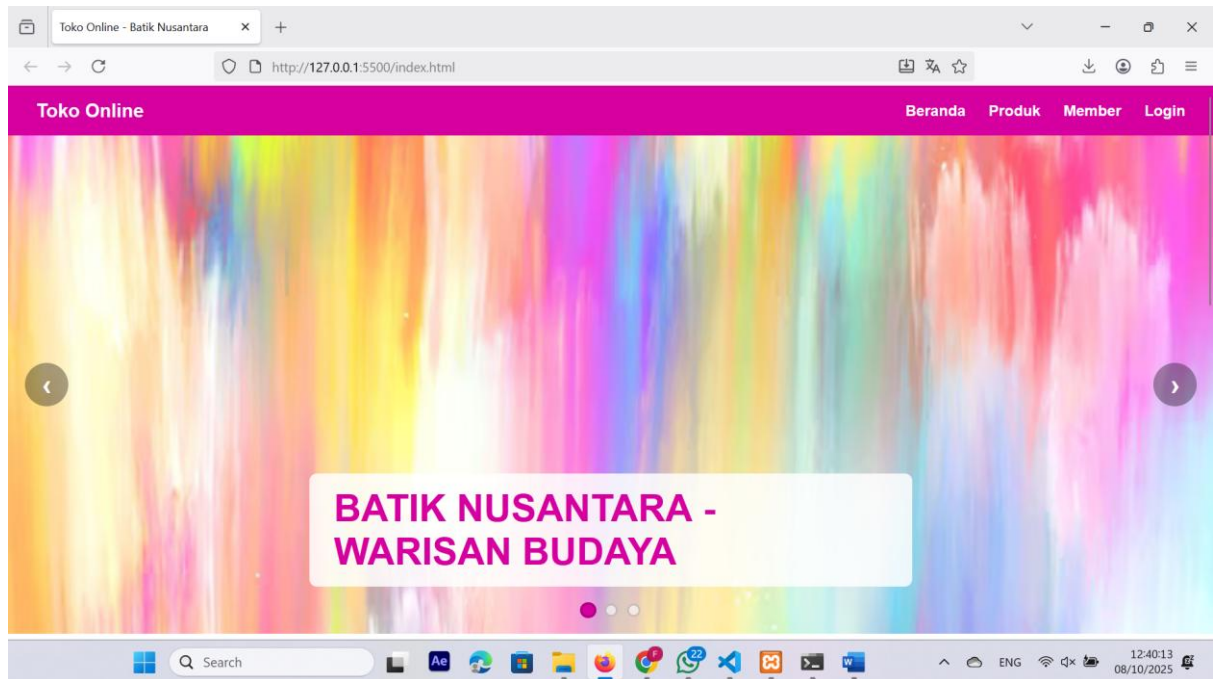 Toko Online - Batik Nusantara
http://127.0.0.1:5500/index.html
Toko Online
Beranda Produk Member Login
BATIK NUSANTARA -
WARISAN BUDAYA
Search
Ae
22
ENG
12:40:13
08/10/2025